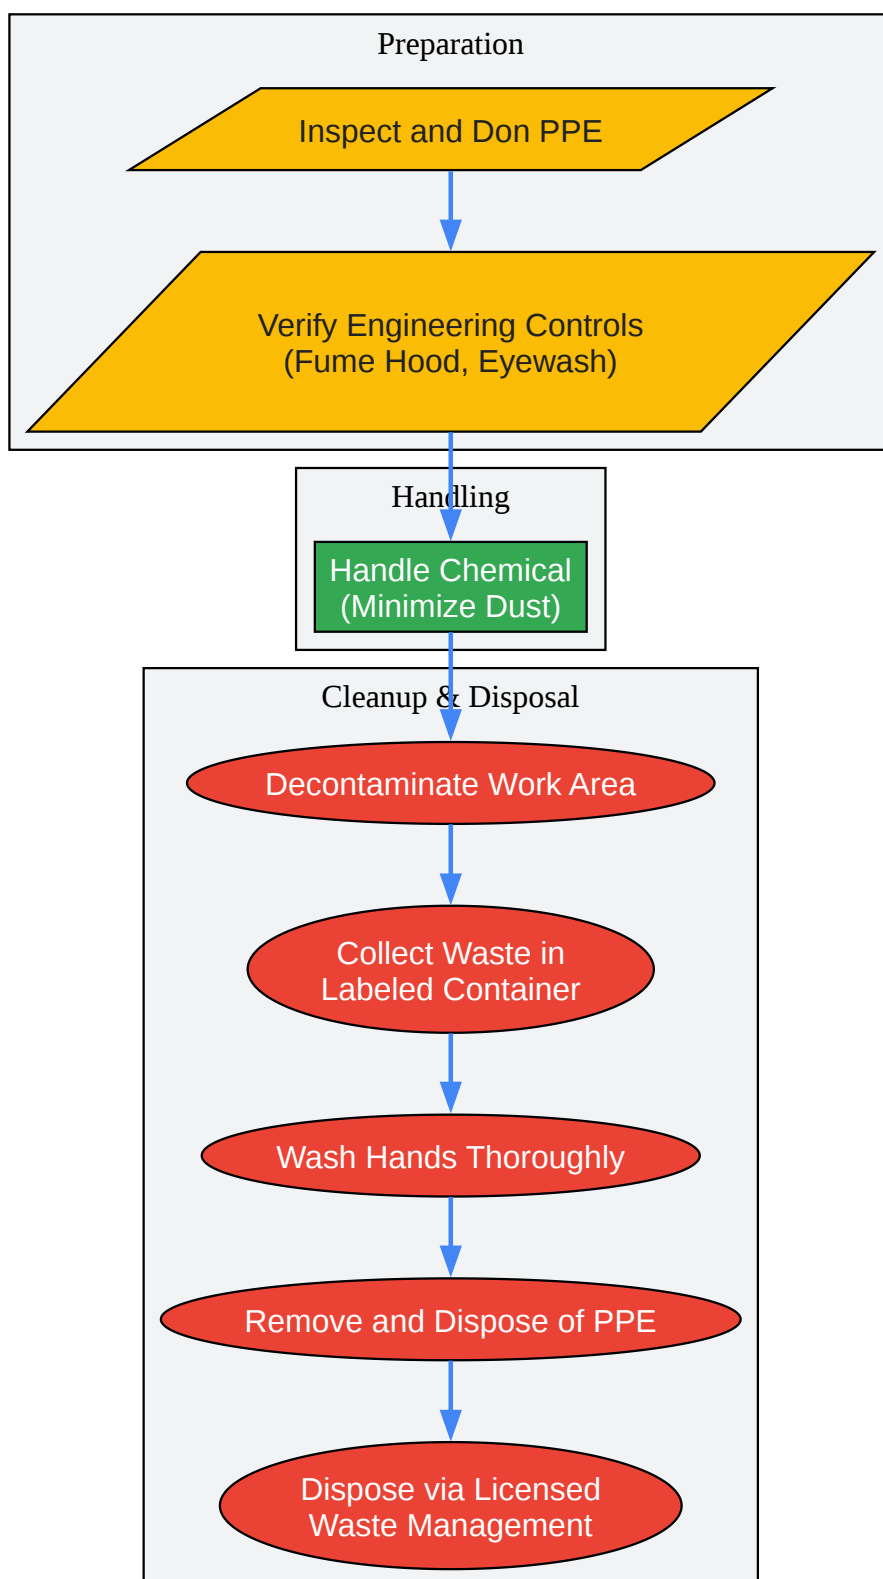 Preparation
Inspect and Don PPE
Verify Engineering Controls
(Fume Hood, Eyewash)
Handling
Handle Chemical
(Minimize Dust)
Cleanup & Disposal
Decontaminate Work Area
Collect Waste in
Labeled Container
Wash Hands Thoroughly
Remove and Dispose of PPE
Dispose via Licensed
Waste Management